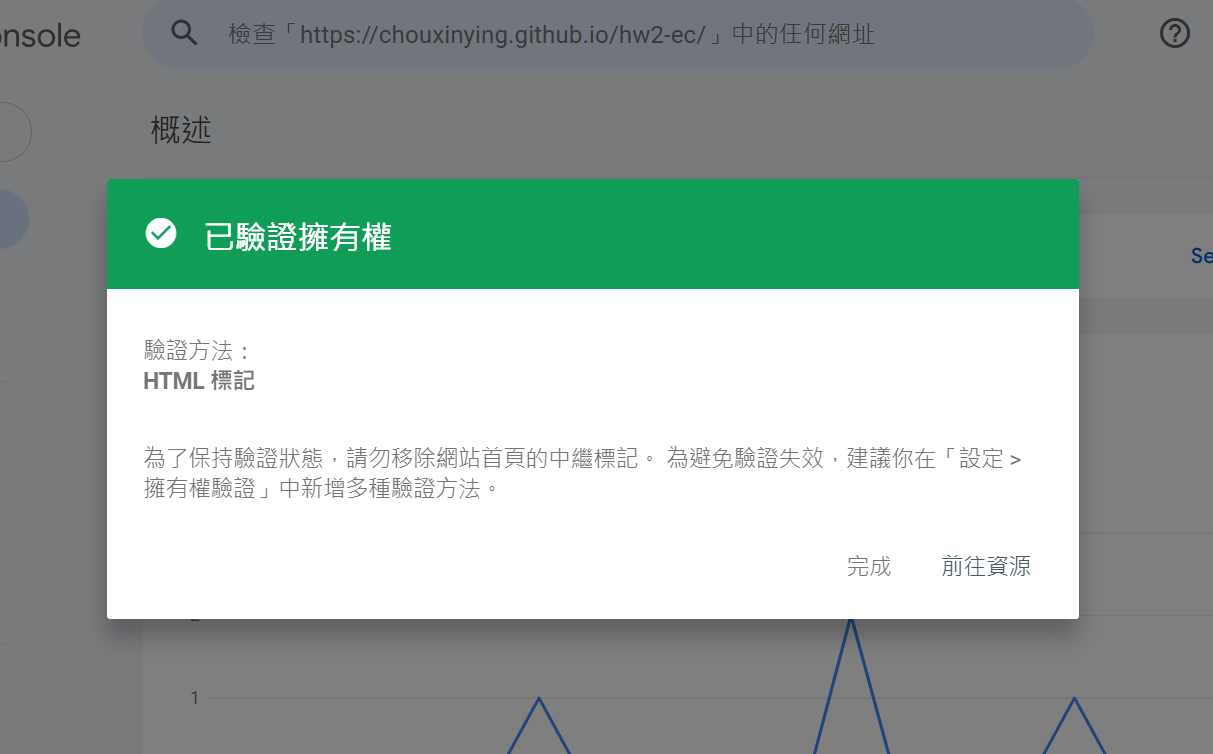 onsole
檢查「https://chouxinying.github.io/hw2-ec/」中的任何網址
概述
Se
已驗證擁有權
驗證方法：
HTML 標記
為了保持驗證狀態，請勿移除網站首頁的中繼標記。 為避免驗證失效，建議你在「設定 >
擁有權驗證」中新增多種驗證方法。
完成
前往資源
1